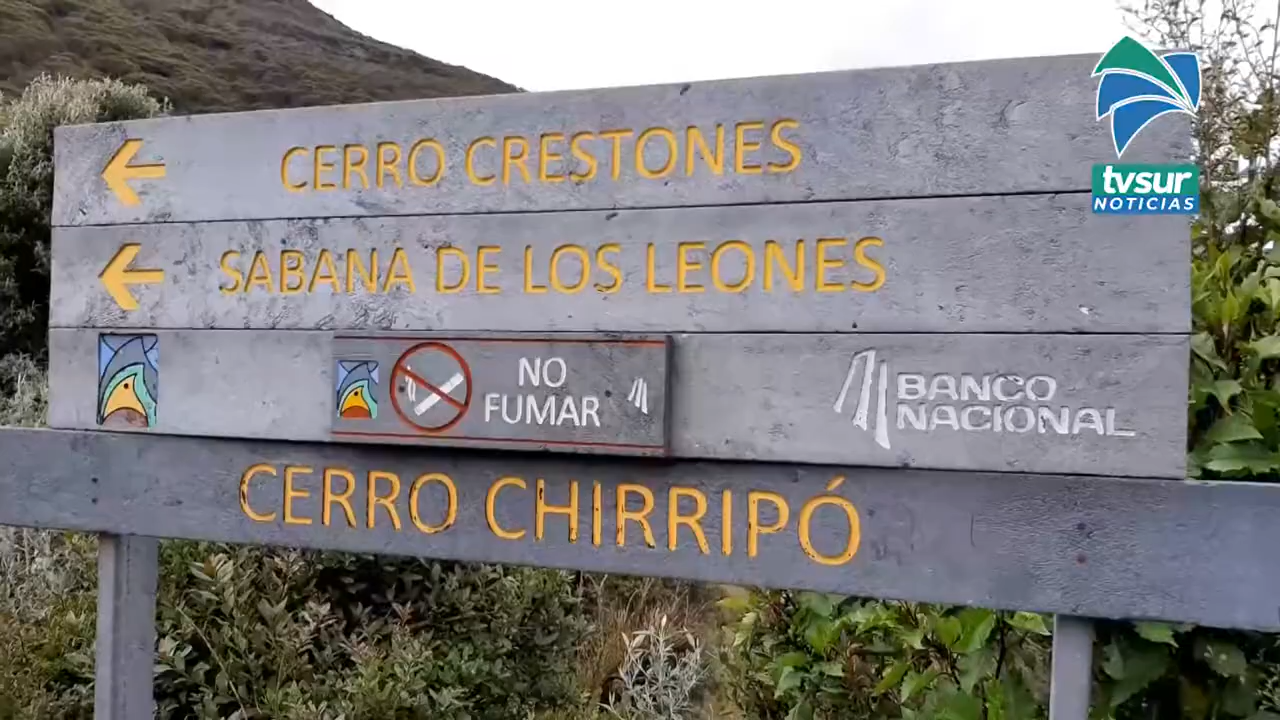 CERRO CRESTONES
tvsur
NOTICIAS
SABANA DE LOS LEONES
NO
FUMAR
BANCO
NACIONAL
CERRO CHIRRIPÓ